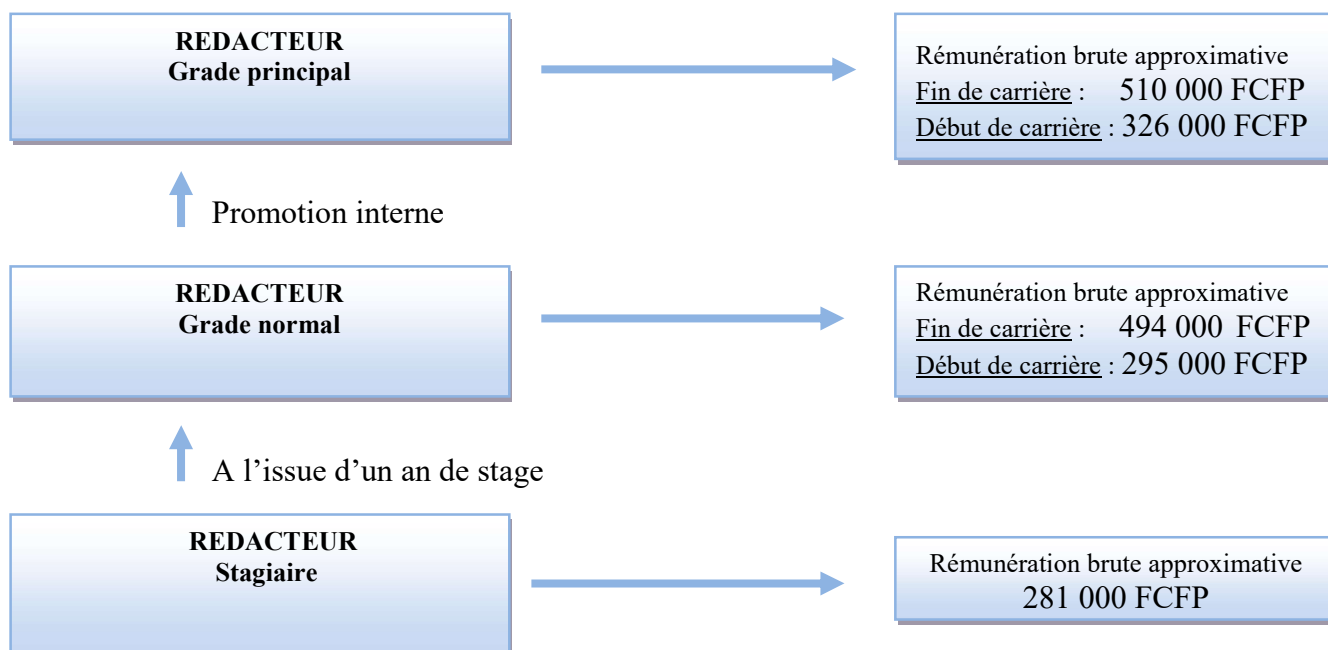 REDACTEUR
Grade principal
Rémunération brute approximative
Fin de carrière : 510 000 FCFP
Début de carrière : 326 000 FCFP
Promotion interne
REDACTEUR
Grade normal
Rémunération brute approximative
Fin de carrière : 494 000 FCFP
Début de carrière : 295 000 FCFP
A l’issue d’un an de stage
REDACTEUR
Stagiaire
Rémunération brute approximative
281 000 FCFP